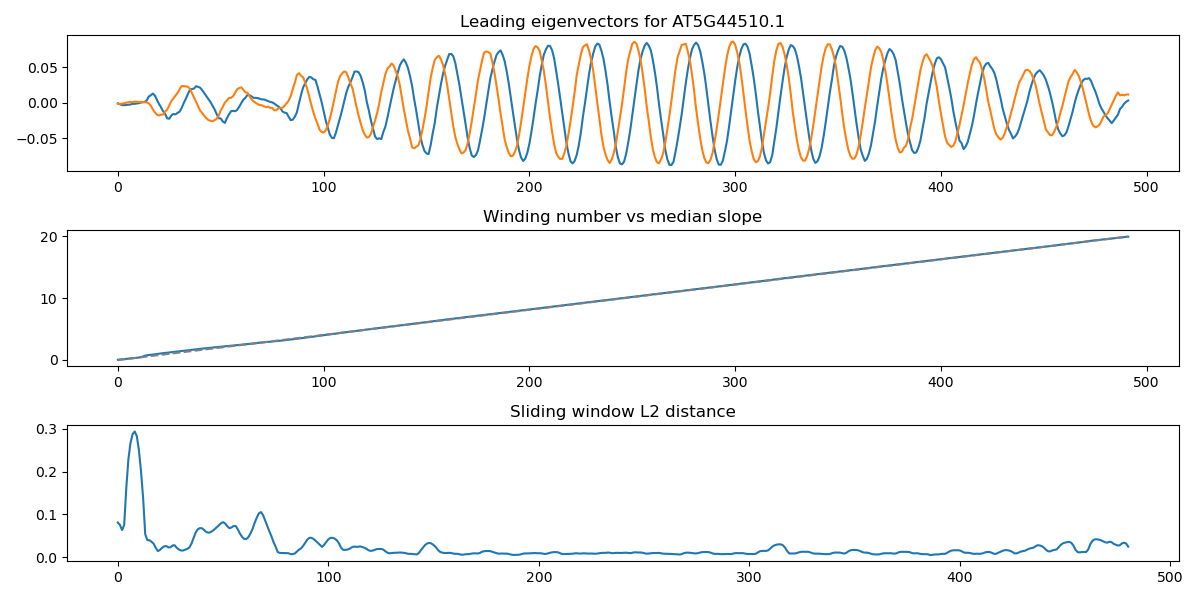 Leading eigenvectors for AT5G44510.1
0.05
0.00
−0.05
0 100 200 300 400 500
Winding number vs median slope
20
10
0
0 100 200 300 400 500
Sliding window L2 distance
0.3
0.2
0.1
0.0
0 100 200 300 400 500